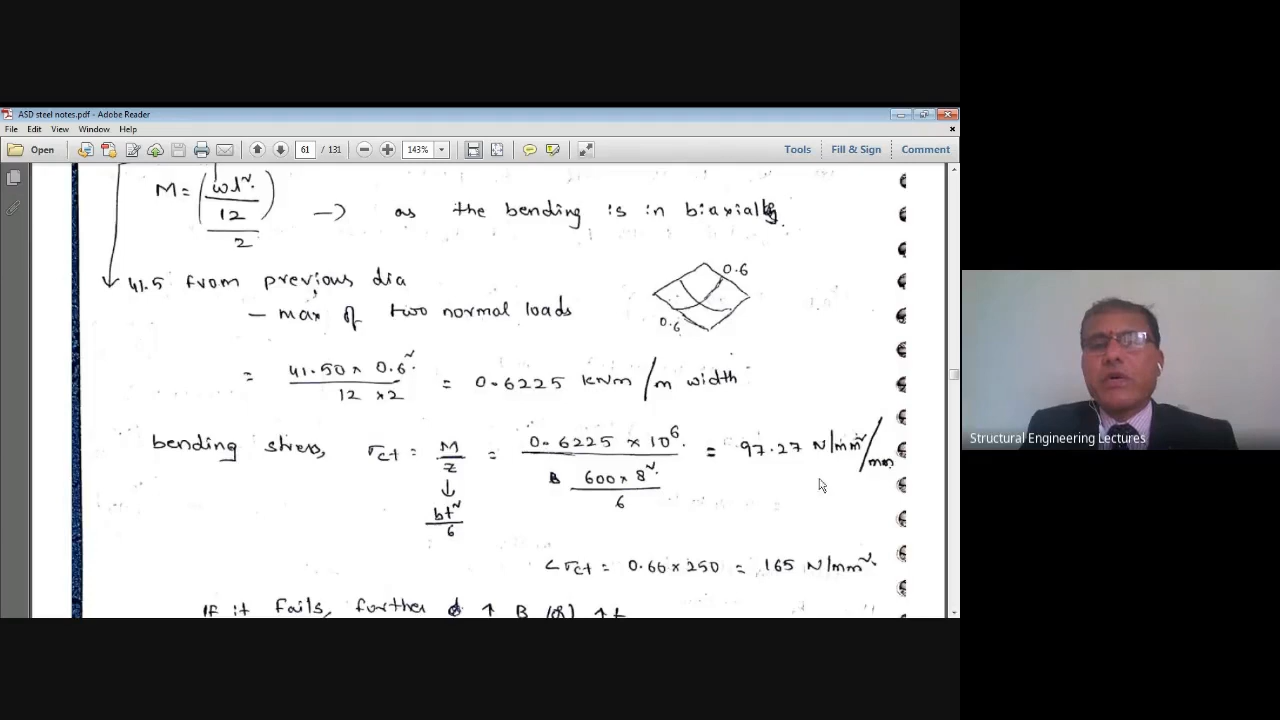 ASD steel notes.pdf - Adobe Reader
File Edit View Window Help
Open 61 / 131 143% Tools Fill & Sign Comment
M = (ωl²/12 / 2) → as the bending is in biaxially.
41.5 from previous dia
0.6
- max of two normal loads
0.6
= 41.50 x 0.6² / 12 x 2 = 0.6225 kNm / m width
bending stress, σct = M/Z = 0.6225 x 10⁶ / (600 x 8² / 6) = 97.27 N/mm² / mm
↓
bt²/6
< σct = 0.66 x 250 = 165 N/mm²
If it fails, further ↑ B (or) ↑ t
Structural Engineering Lectures